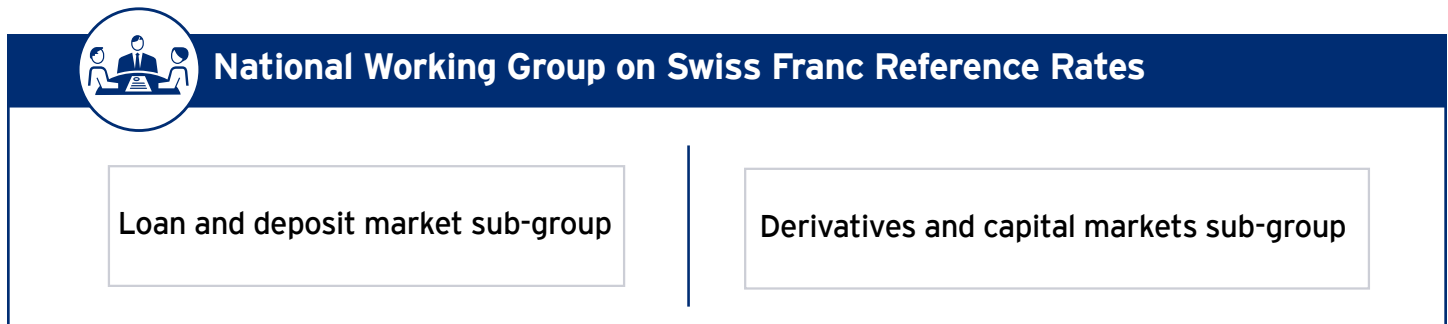 National Working Group on Swiss Franc Reference Rates
Loan and deposit market sub-group
Derivatives and capital markets sub-group